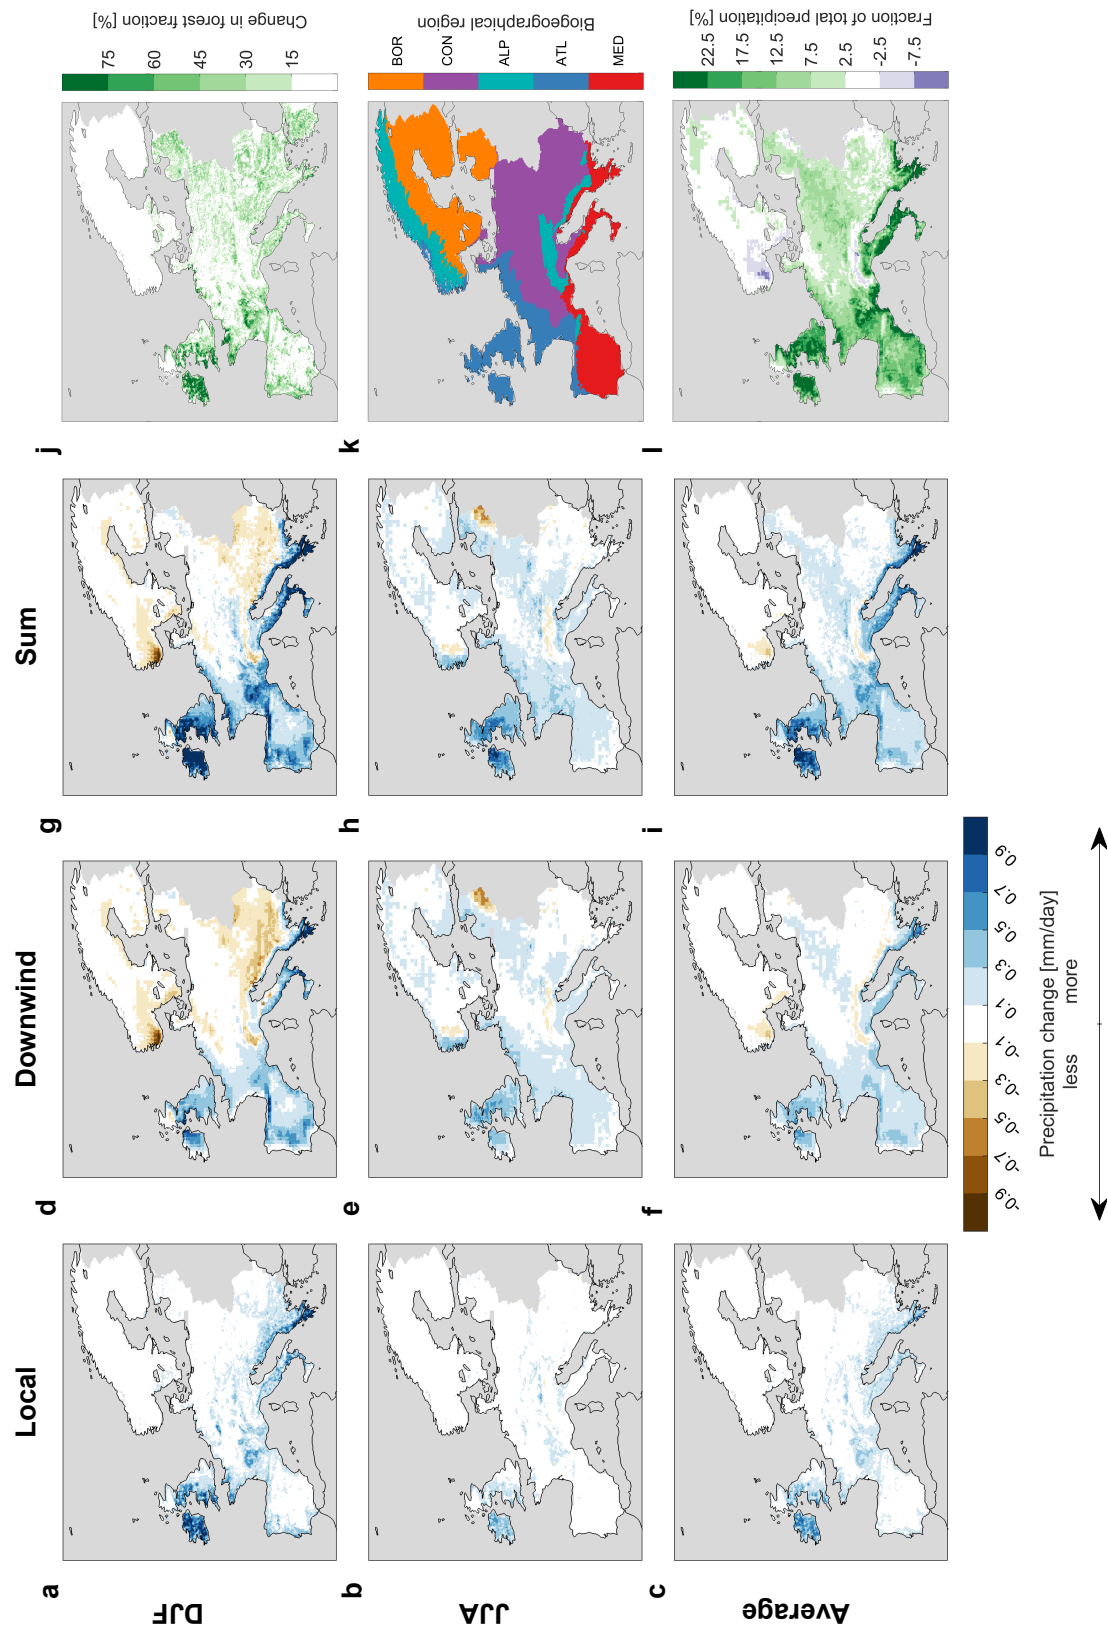 Local
Downwind
Sum
DJF
JJA
Average
a
d
g
j
b
e
h
k
c
f
i
l
Change in forest fraction [%]
75
60
45
30
15
Biogeographical region
BOR
CON
ALP
ATL
MED
Fraction of total precipitation [%]
22.5
17.5
12.5
7.5
2.5
-2.5
-7.5
-0.9
-0.7
-0.5
-0.3
-0.1
0.1
0.3
0.5
0.7
0.9
Precipitation change [mm/day]
less
more